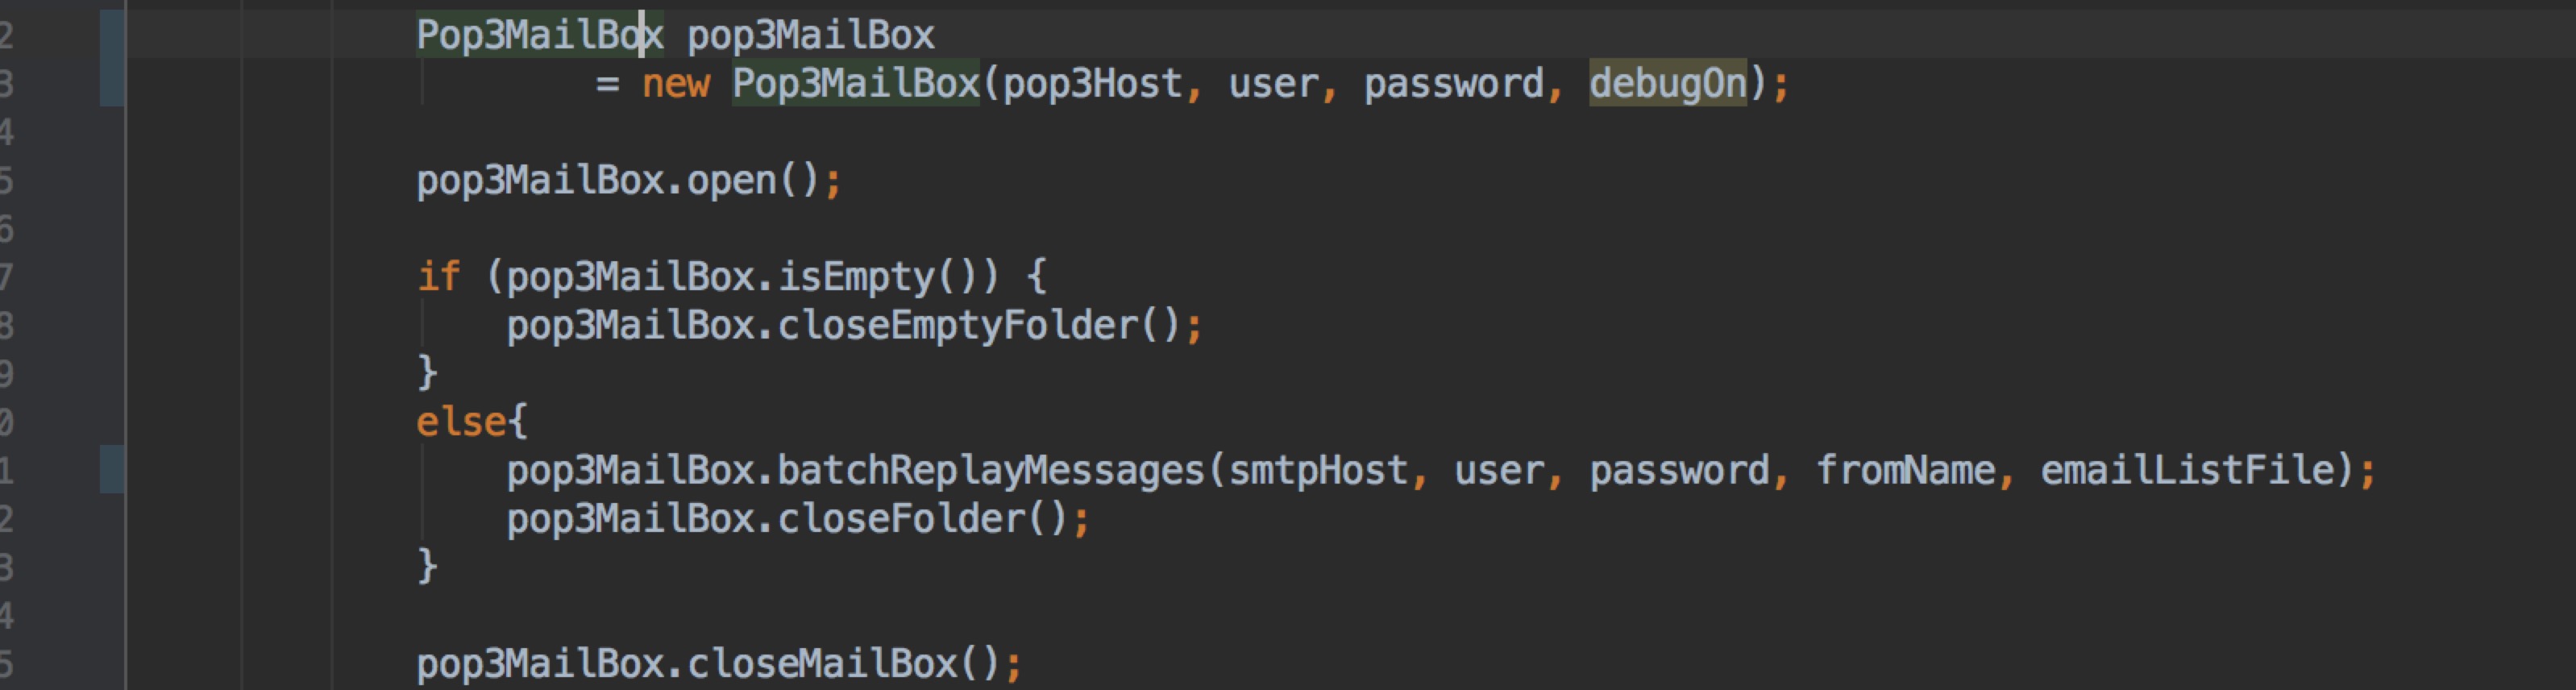 2 Pop3MailBox pop3MailBox
3 = new Pop3MailBox(pop3Host, user, password, debugOn);
4
5 pop3MailBox.open();
6
7 if (pop3MailBox.isEmpty()) {
8 pop3MailBox.closeEmptyFolder();
9 }
0 else{
1 pop3MailBox.batchReplayMessages(smtpHost, user, password, fromName, emailListFile);
2 pop3MailBox.closeFolder();
3 }
4
5 pop3MailBox.closeMailBox();